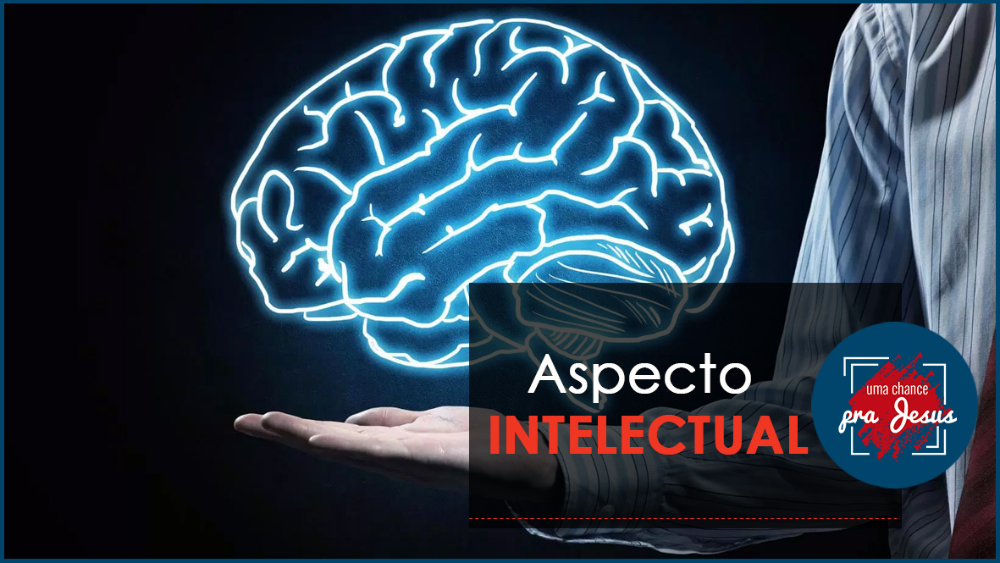 Aspecto
INTELECTUAL
uma chance
pra Jesus